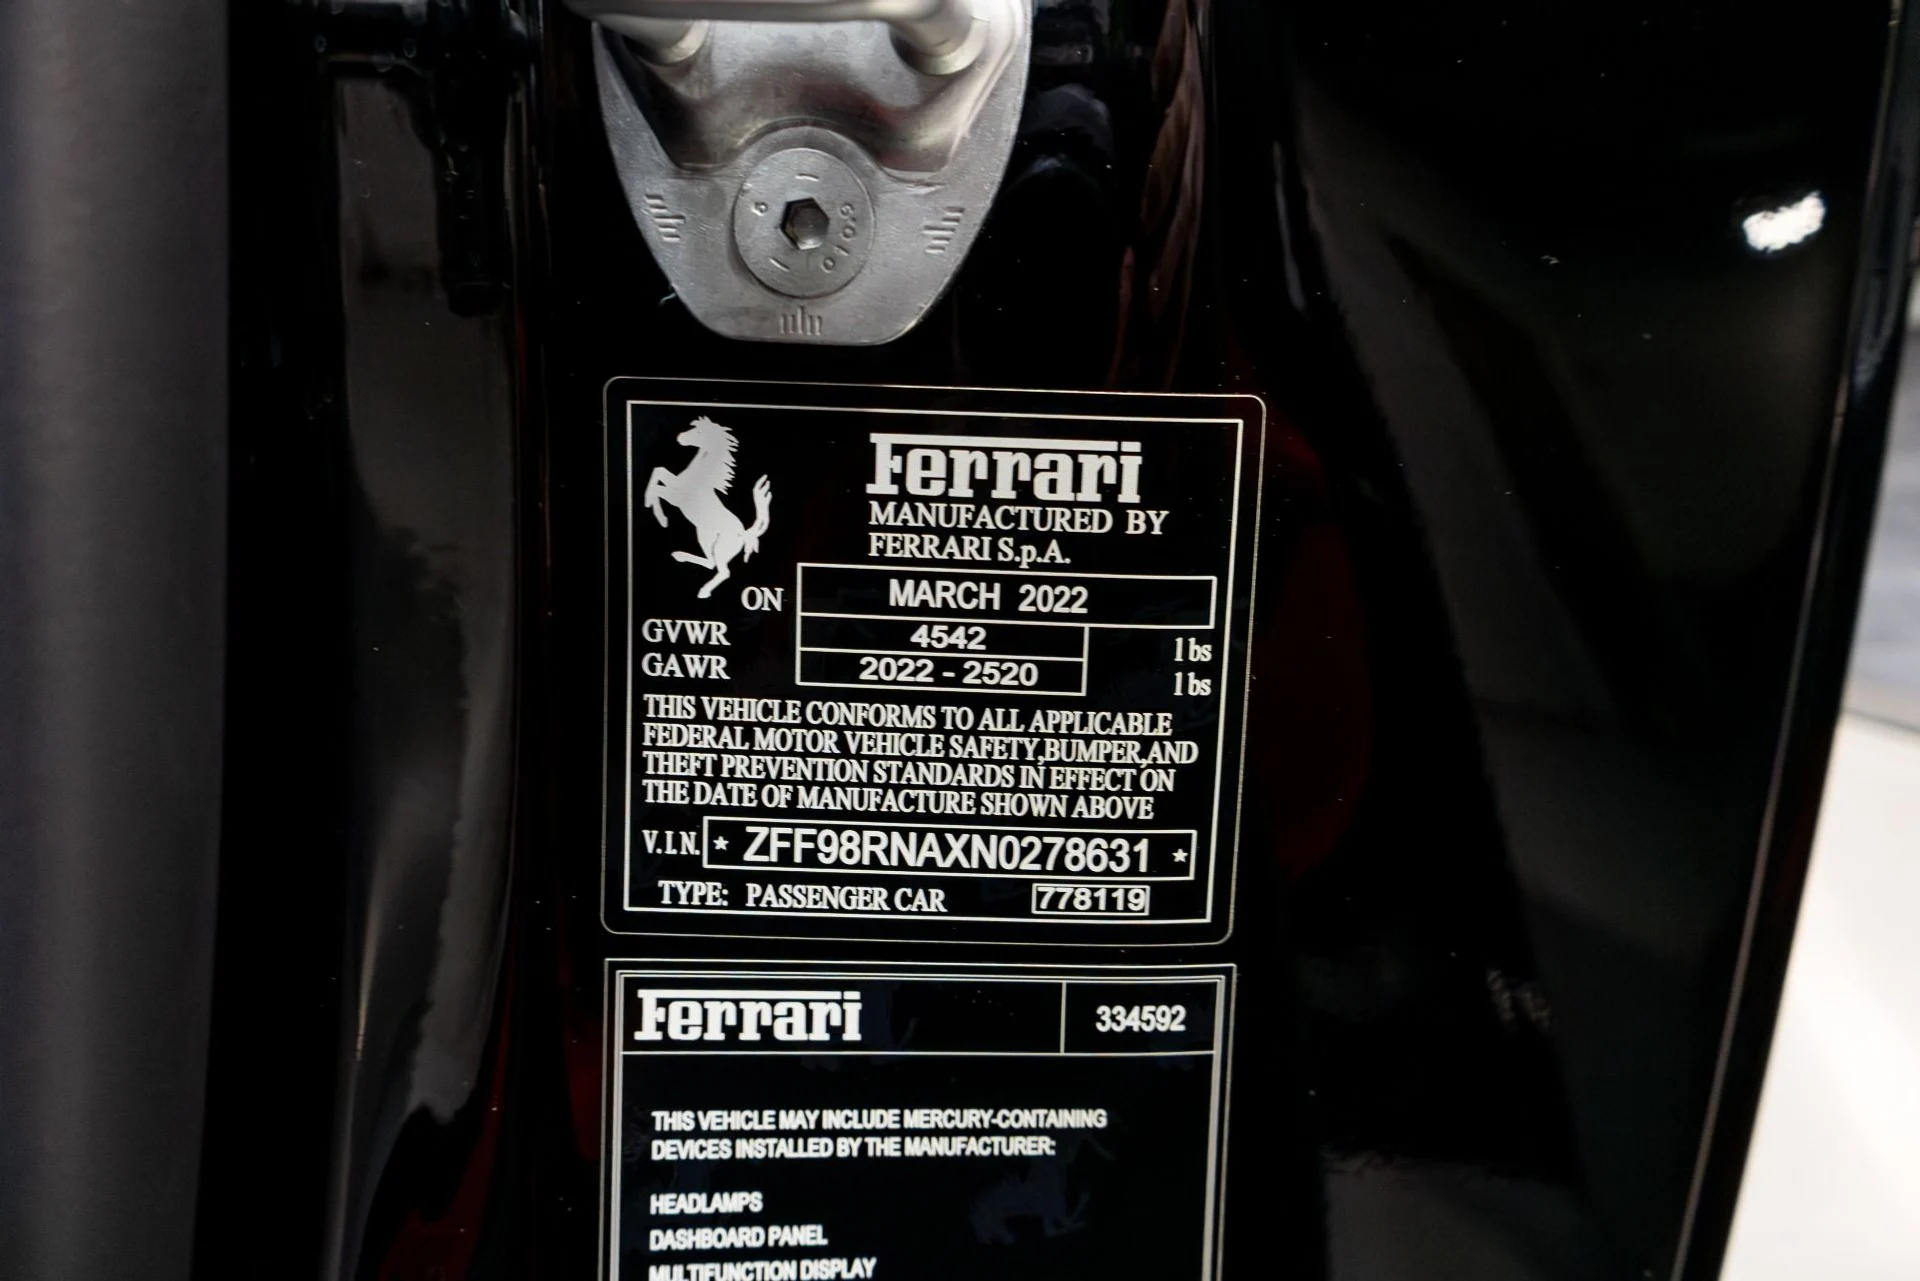 Ferrari
MANUFACTURED BY
FERRARI S.p.A.
ON MARCH 2022
GVWR 4542 lbs
GAWR 2022 - 2520 lbs
THIS VEHICLE CONFORMS TO ALL APPLICABLE
FEDERAL MOTOR VEHICLE SAFETY,BUMPER,AND
THEFT PREVENTION STANDARDS IN EFFECT ON
THE DATE OF MANUFACTURE SHOWN ABOVE
V.I.N. * ZFF98RNAXN0278631 *
TYPE: PASSENGER CAR 778119
Ferrari 334592
THIS VEHICLE MAY INCLUDE MERCURY-CONTAINING
DEVICES INSTALLED BY THE MANUFACTURER:
HEADLAMPS
DASHBOARD PANEL
MULTIFUNCTION DISPLAY